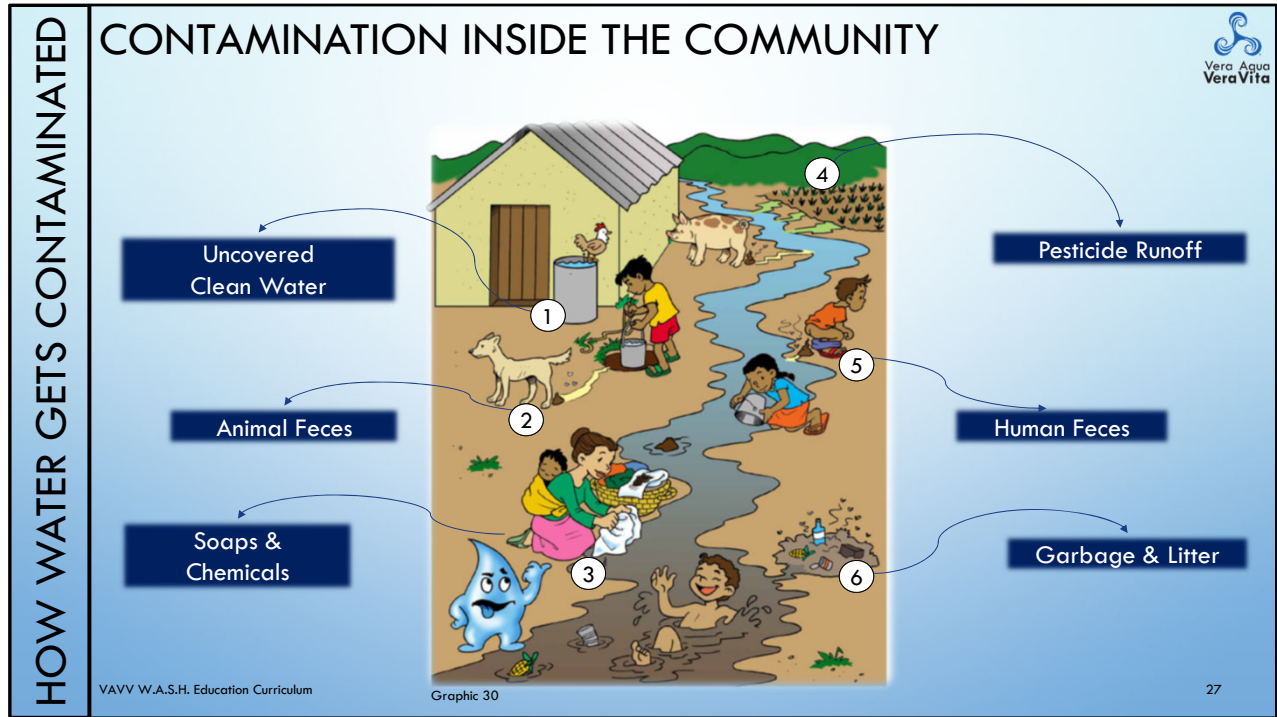 HOW WATER GETS CONTAMINATED
CONTAMINATION INSIDE THE COMMUNITY
Vera Aqua
VeraVita
Uncovered
Clean Water
Animal Feces
Soaps &
Chemicals
1
2
3
4
5
6
Pesticide Runoff
Human Feces
Garbage & Litter
VAVV W.A.S.H. Education Curriculum
Graphic 30
27